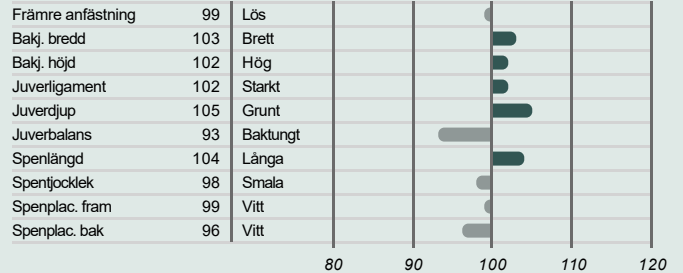 Främre anfästning 99 Lös
Bakj. bredd 103 Brett
Bakj. höjd 102 Hög
Juverligament 102 Starkt
Juverdjup 105 Grunt
Juverbalans 93 Baktungt
Spenlängd 104 Långa
Spentjocklek 98 Smala
Spenplac. fram 99 Vitt
Spenplac. bak 96 Vitt
80 90 100 110 120